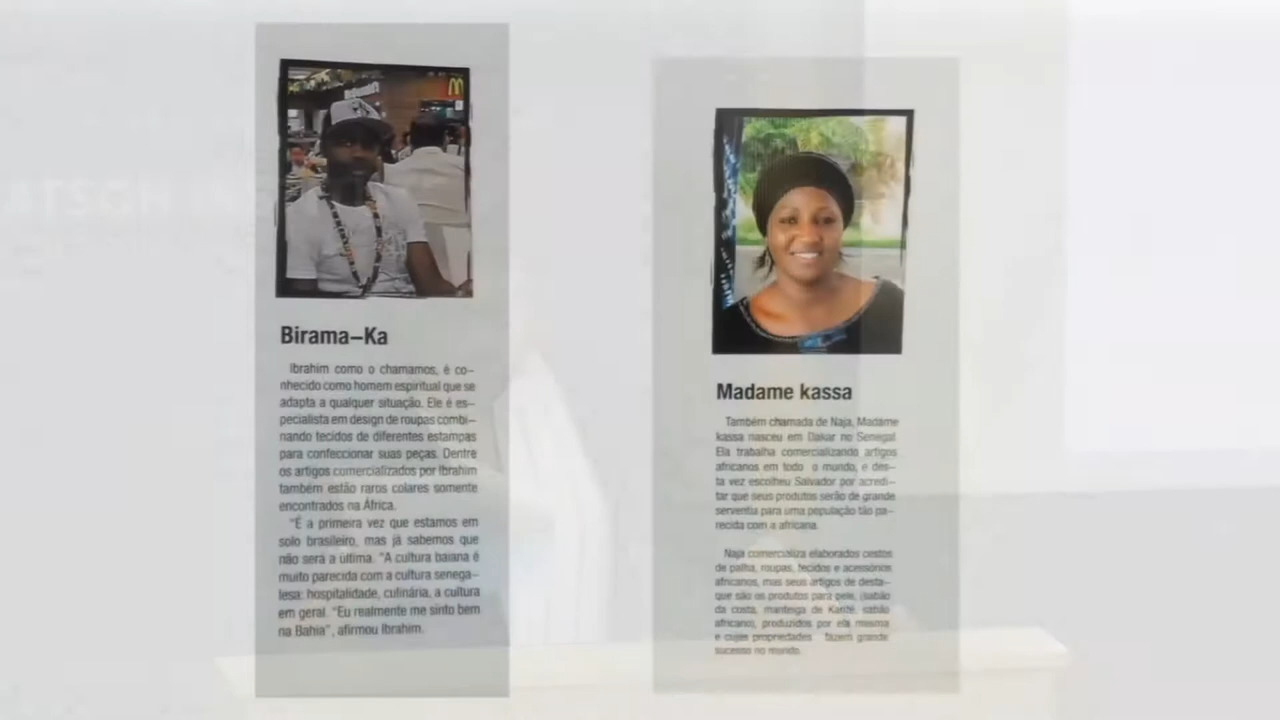 Birama–Ka
Ibrahim como o chamamos, é co–
nhecido como homem espiritual que se
adapta a qualquer situação. Ele é es–
pecialista em design de roupas combi–
nando tecidos de diferentes estampas
para confeccionar suas peças. Dentre
os artigos comercializados por Ibrahim
também estão raros colares somente
encontrados na África.
"É a primeira vez que estamos em
solo brasileiro, mas já sabemos que
não será a última. "A cultura baiana é
muito parecida com a cultura senega–
lesa: hospitalidade, culinária, a cultura
em geral. "Eu realmente me sinto bem
na Bahia", afirmou Ibrahim.
Madame kassa
Também chamada de Naja, Madame
kassa nasceu em Dakar no Senegal.
Ela trabalha comercializando artigos
africanos em todo o mundo, e des–
ta vez escolheu Salvador por acredi–
tar que seus produtos serão de grande
serventia para uma população tão pa–
recida com a africana.
Naja comercializa elaborados cestos
de palha, roupas, tecidos e acessórios
africanos, mas seus artigos de desta–
que são os produtos para pele, (sabão
da costa, manteiga de Karité, sabão
africano), produzidos por ela mesma
e cujas propriedades fazem grande
sucesso no mundo.